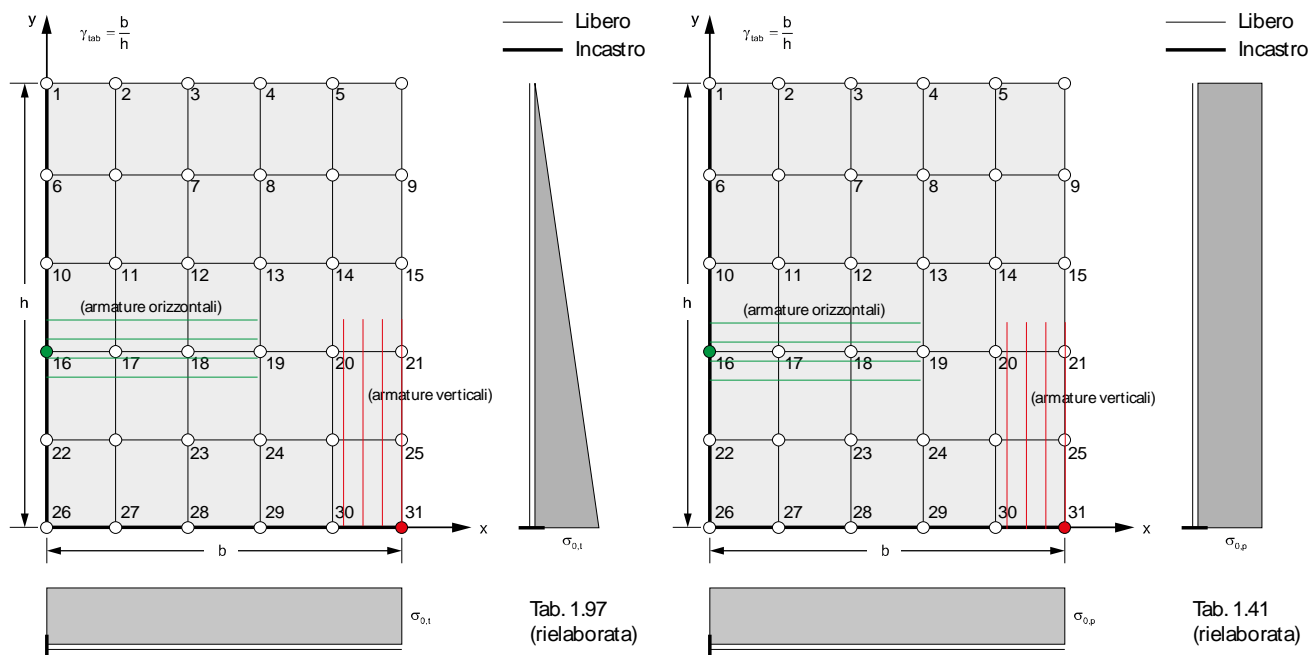 y
γtab = b/h
Libero
Incastro
1 2 3 4 5
6 7 8 9
10 11 12 13 14 15
h
(armature orizzontali)
16 17 18 19 20 21
(armature verticali)
22 23 24 25
26 27 28 29 30 31
x
b
σ0,t
σ0,t
Tab. 1.97
(rielaborata)
y
γtab = b/h
Libero
Incastro
1 2 3 4 5
6 7 8 9
10 11 12 13 14 15
h
(armature orizzontali)
16 17 18 19 20 21
(armature verticali)
22 23 24 25
26 27 28 29 30 31
x
b
σ0,p
σ0,p
Tab. 1.41
(rielaborata)